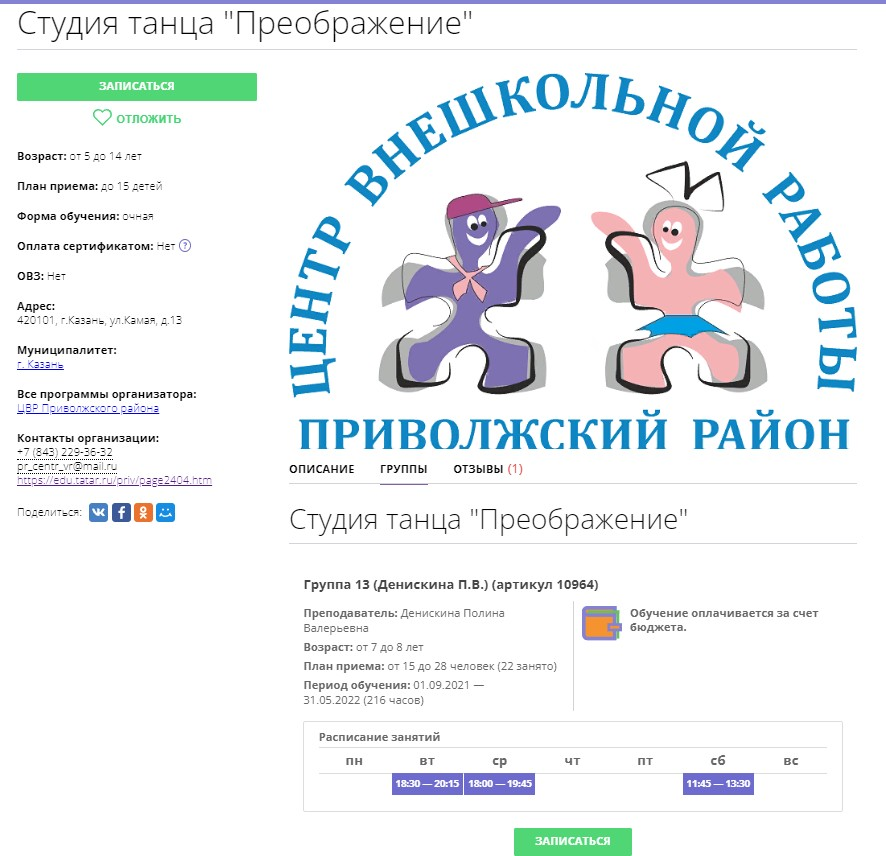 Студия танца "Преображение"
ЗАПИСАТЬСЯ
ОТЛОЖИТЬ
Возраст: от 5 до 14 лет
План приема: до 15 детей
Форма обучения: очная
Оплата сертификатом: Нет ?
ОВЗ: Нет
Адрес:
420101, г.Казань, ул.Камая, д.13
Муниципалитет:
г. Казань
Все программы организатора:
ЦВР Приволжского района
Контакты организации:
+7 (843) 229-36-32
pr_centr_vr@mail.ru
https://edu.tatar.ru/priv/page2404.htm
Поделиться:
ЦЕНТР ВНЕШКОЛЬНОЙ РАБОТЫ
ПРИВОЛЖСКИЙ РАЙОН
ОПИСАНИЕ ГРУППЫ ОТЗЫВЫ (1)
Студия танца "Преображение"
Группа 13 (Денискина П.В.) (артикул 10964)
Преподаватель: Денискина Полина
Валерьевна
Возраст: от 7 до 8 лет
План приема: от 15 до 28 человек (22 занято)
Период обучения: 01.09.2021 —
31.05.2022 (216 часов)
Обучение оплачивается за счет
бюджета.
Расписание занятий
пн вт ср чт пт сб вс
18:30 — 20:15 18:00 — 19:45 11:45 — 13:30
ЗАПИСАТЬСЯ